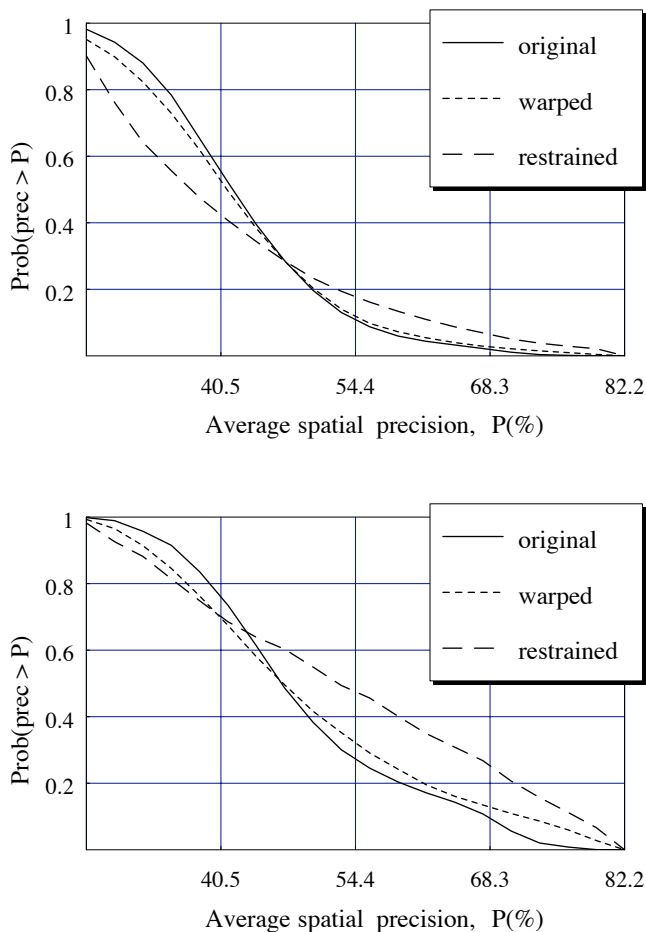 1
0.8
0.6
0.4
0.2
Prob(prec > P)
original
warped
restrained
40.5 54.4 68.3 82.2
Average spatial precision, P(%)
1
0.8
0.6
0.4
0.2
Prob(prec > P)
original
warped
restrained
40.5 54.4 68.3 82.2
Average spatial precision, P(%)